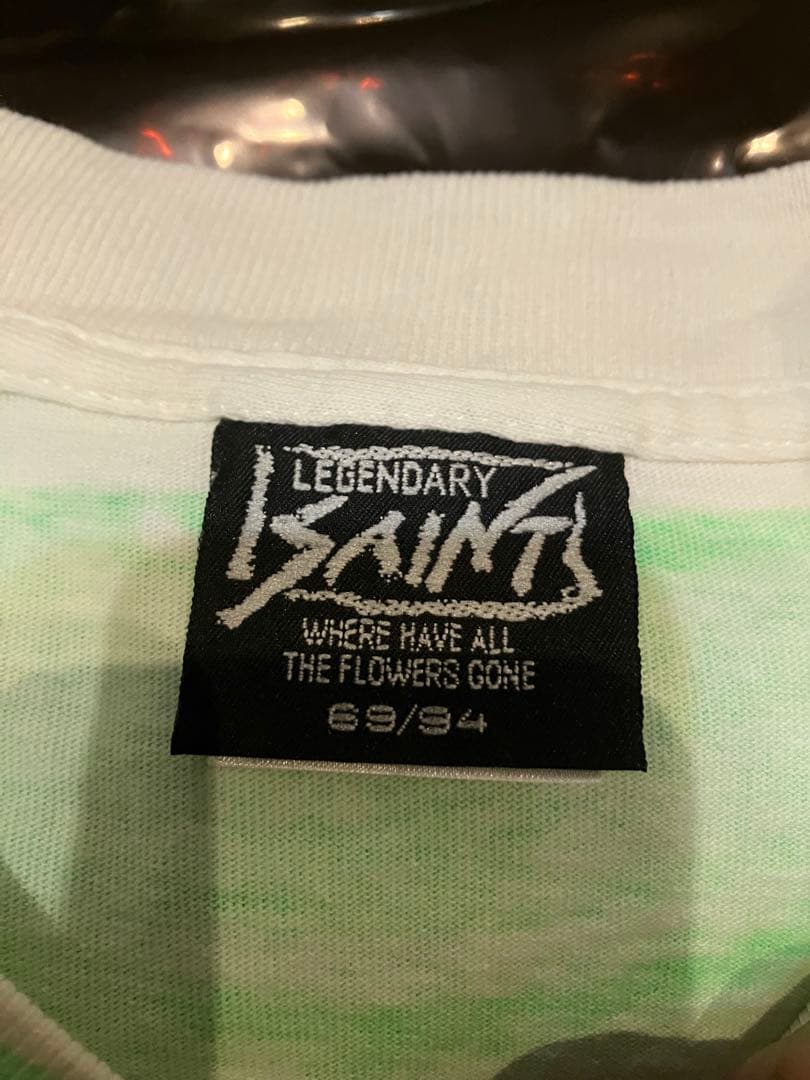 LEGENDARY
SAINTS
WHERE HAVE ALL
THE FLOWERS GONE
69/94